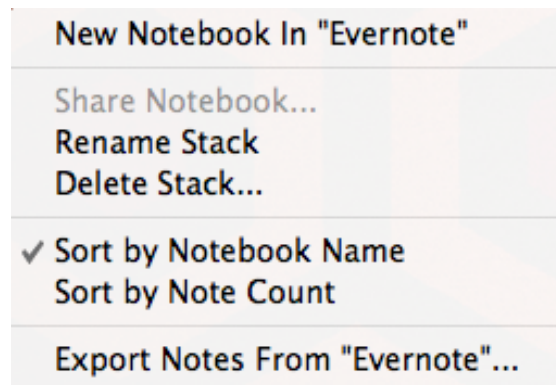 New Notebook In "Evernote"
Share Notebook...
Rename Stack
Delete Stack...
✓ Sort by Notebook Name
Sort by Note Count
Export Notes From "Evernote"...